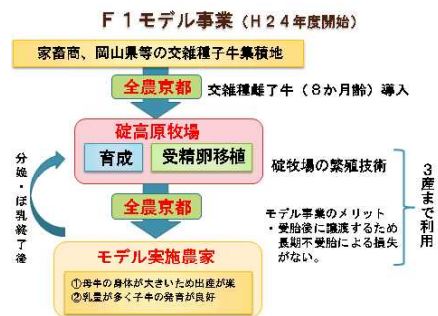 F1モデル事業（H24年度開始）
家畜商、岡山県等の交雑種子牛集積地
全農京都
交雑種離了牛（8か月齢）導入
碇高原牧場
育成
受精卵移植
碇牧場の繁殖技術
全農京都
モデル事業のメリット
・受胎後に譲渡するため
長期不受胎による損失
がない。
モデル実施農家
①母牛の身体が大きいため出産が楽
②乳量が多く子牛の発育が良好
分娩・ほ乳終了後
3産まで利用